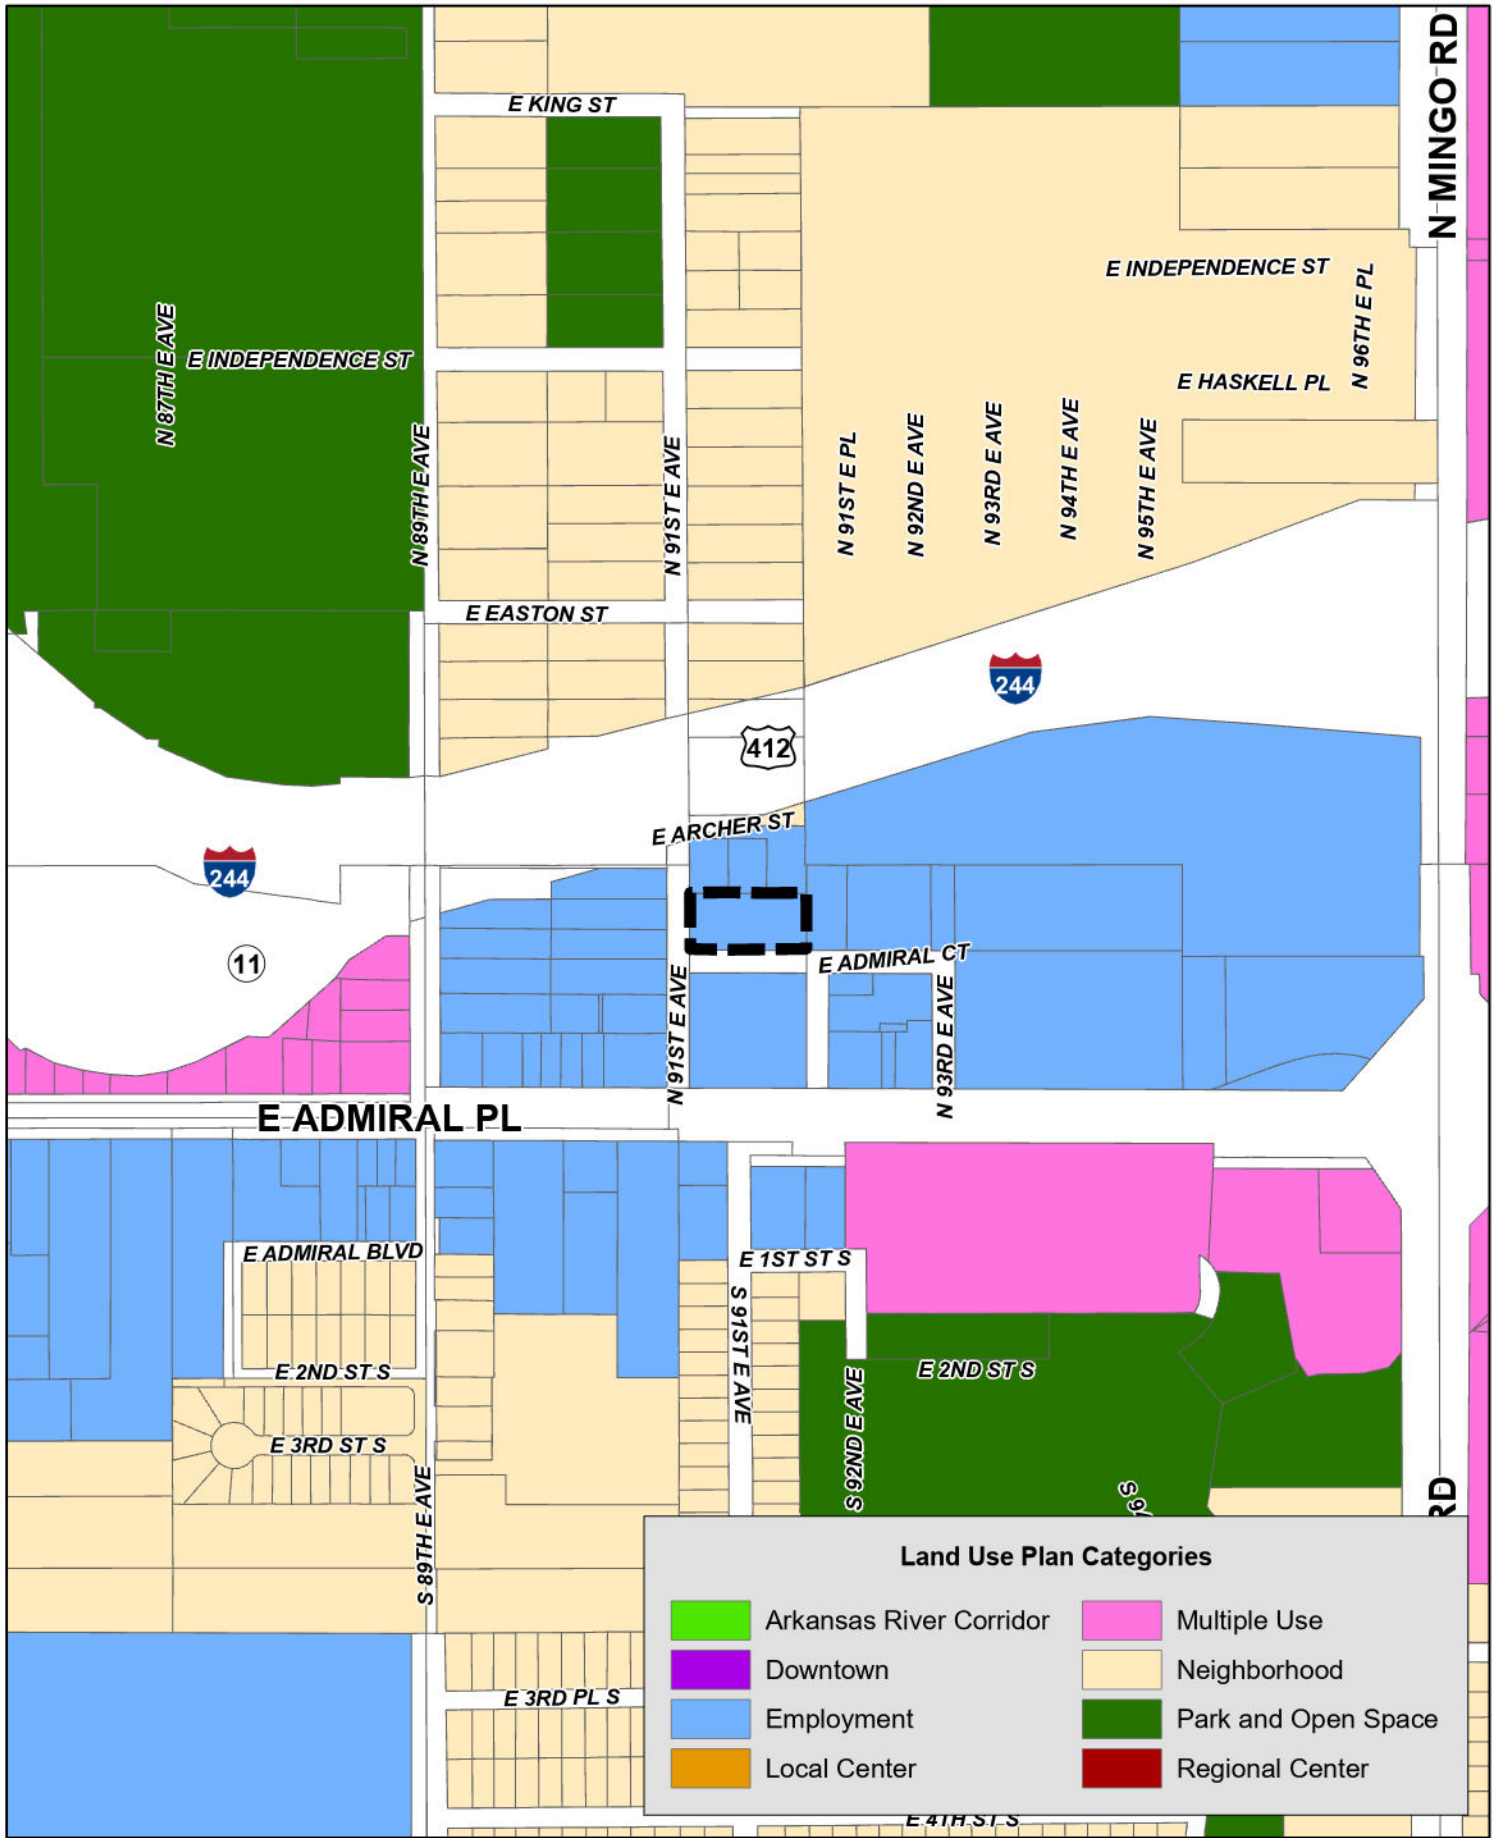 N MINGO RD
E KING ST
E INDEPENDENCE ST
N 96TH E PL
N 87TH E AVE
E INDEPENDENCE ST
E HASKELL PL
N 89TH E AVE
N 91ST E AVE
N 91ST E PL
N 92ND E AVE
N 93RD E AVE
N 94TH E AVE
N 95TH E AVE
E EASTON ST
244
412
E ARCHER ST
244
11
E ADMIRAL CT
N 91ST E AVE
N 93RD E AVE
E ADMIRAL PL
E ADMIRAL BLVD
E 1ST ST S
S 91ST E AVE
E 2ND ST S
E 2ND ST S
S 92ND E AVE
E 3RD ST S
S 89TH E AVE
RD
Land Use Plan Categories
Arkansas River Corridor
Multiple Use
Downtown
Neighborhood
Employment
Park and Open Space
Local Center
Regional Center
E 3RD PL S
E 4TH ST S